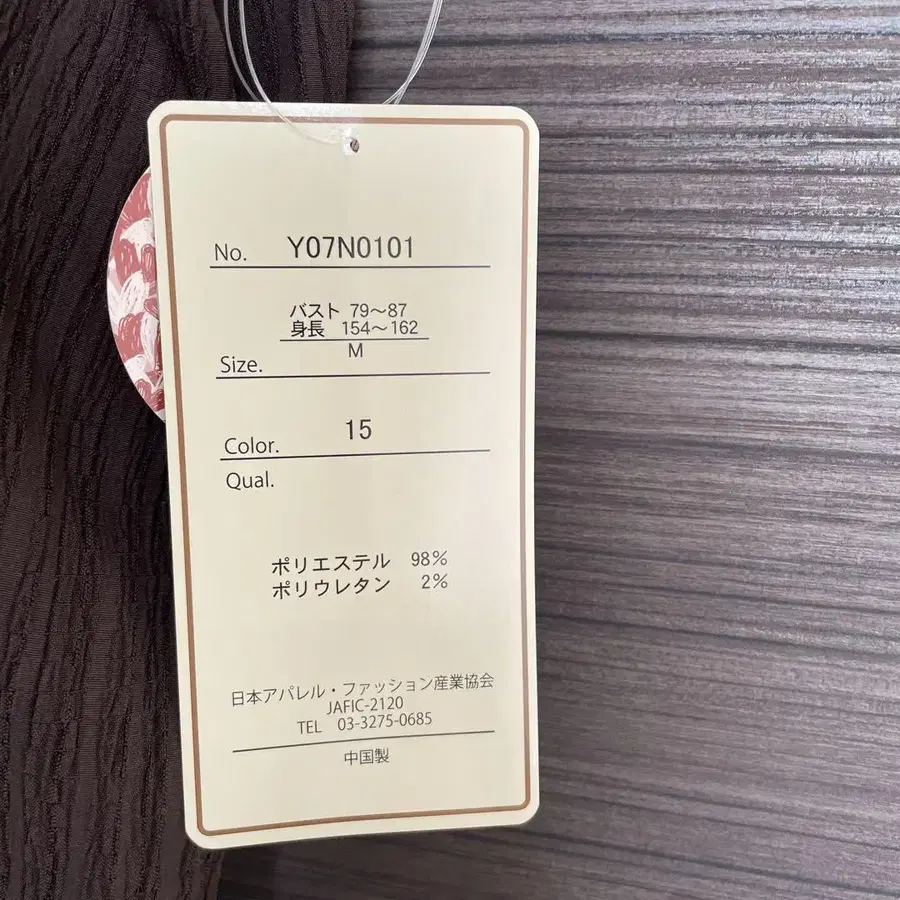 No. Y07N0101
バスト 79～87
身長 154～162
M
Size.
Color. 15
Qual.
ポリエステル 98%
ポリウレタン 2%
日本アパレル・ファッション産業協会
JAFIC-2120
TEL 03-3275-0685
中国製